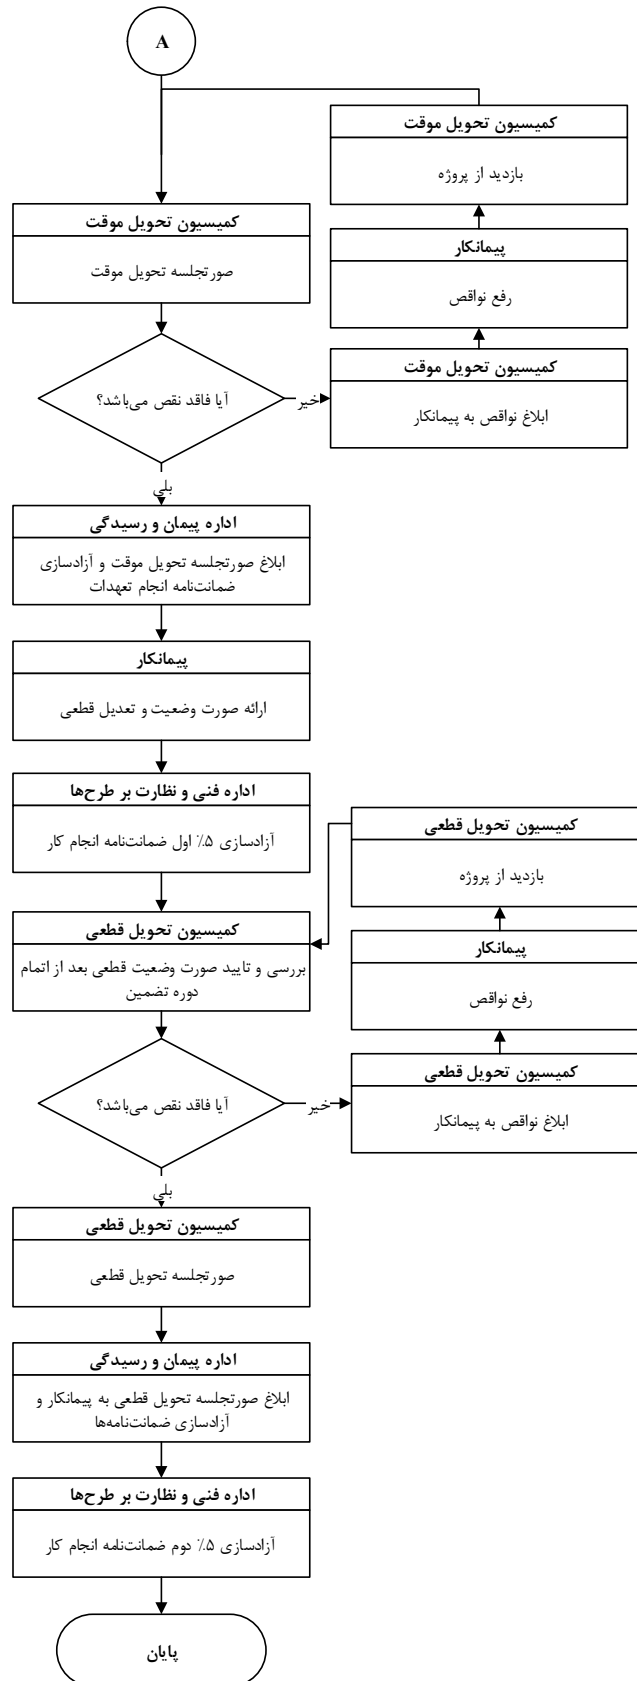 A
کمیسیون تحویل موقت
بازدید از پروژه
کمیسیون تحویل موقت
صورتجلسه تحویل موقت
پیمانکار
رفع نواقص
کمیسیون تحویل موقت
ابلاغ نواقص به پیمانکار
آیا فاقد نقص می‌باشد؟
خیر
بلی
اداره پیمان و رسیدگی
ابلاغ صورتجلسه تحویل موقت و آزادسازی
ضمانت‌نامه انجام تعهدات
پیمانکار
ارائه صورت وضعیت و تعدیل قطعی
اداره فنی و نظارت بر طرح‌ها
آزادسازی ۵٪ اول ضمانت‌نامه انجام کار
کمیسیون تحویل قطعی
بازدید از پروژه
کمیسیون تحویل قطعی
بررسی و تایید صورت وضعیت قطعی بعد از اتمام
دوره تضمین
پیمانکار
رفع نواقص
کمیسیون تحویل قطعی
ابلاغ نواقص به پیمانکار
آیا فاقد نقص می‌باشد؟
خیر
بلی
کمیسیون تحویل قطعی
صورتجلسه تحویل قطعی
اداره پیمان و رسیدگی
ابلاغ صورتجلسه تحویل قطعی به پیمانکار و
آزادسازی ضمانت‌نامه‌ها
اداره فنی و نظارت بر طرح‌ها
آزادسازی ۵٪ دوم ضمانت‌نامه انجام کار
پایان